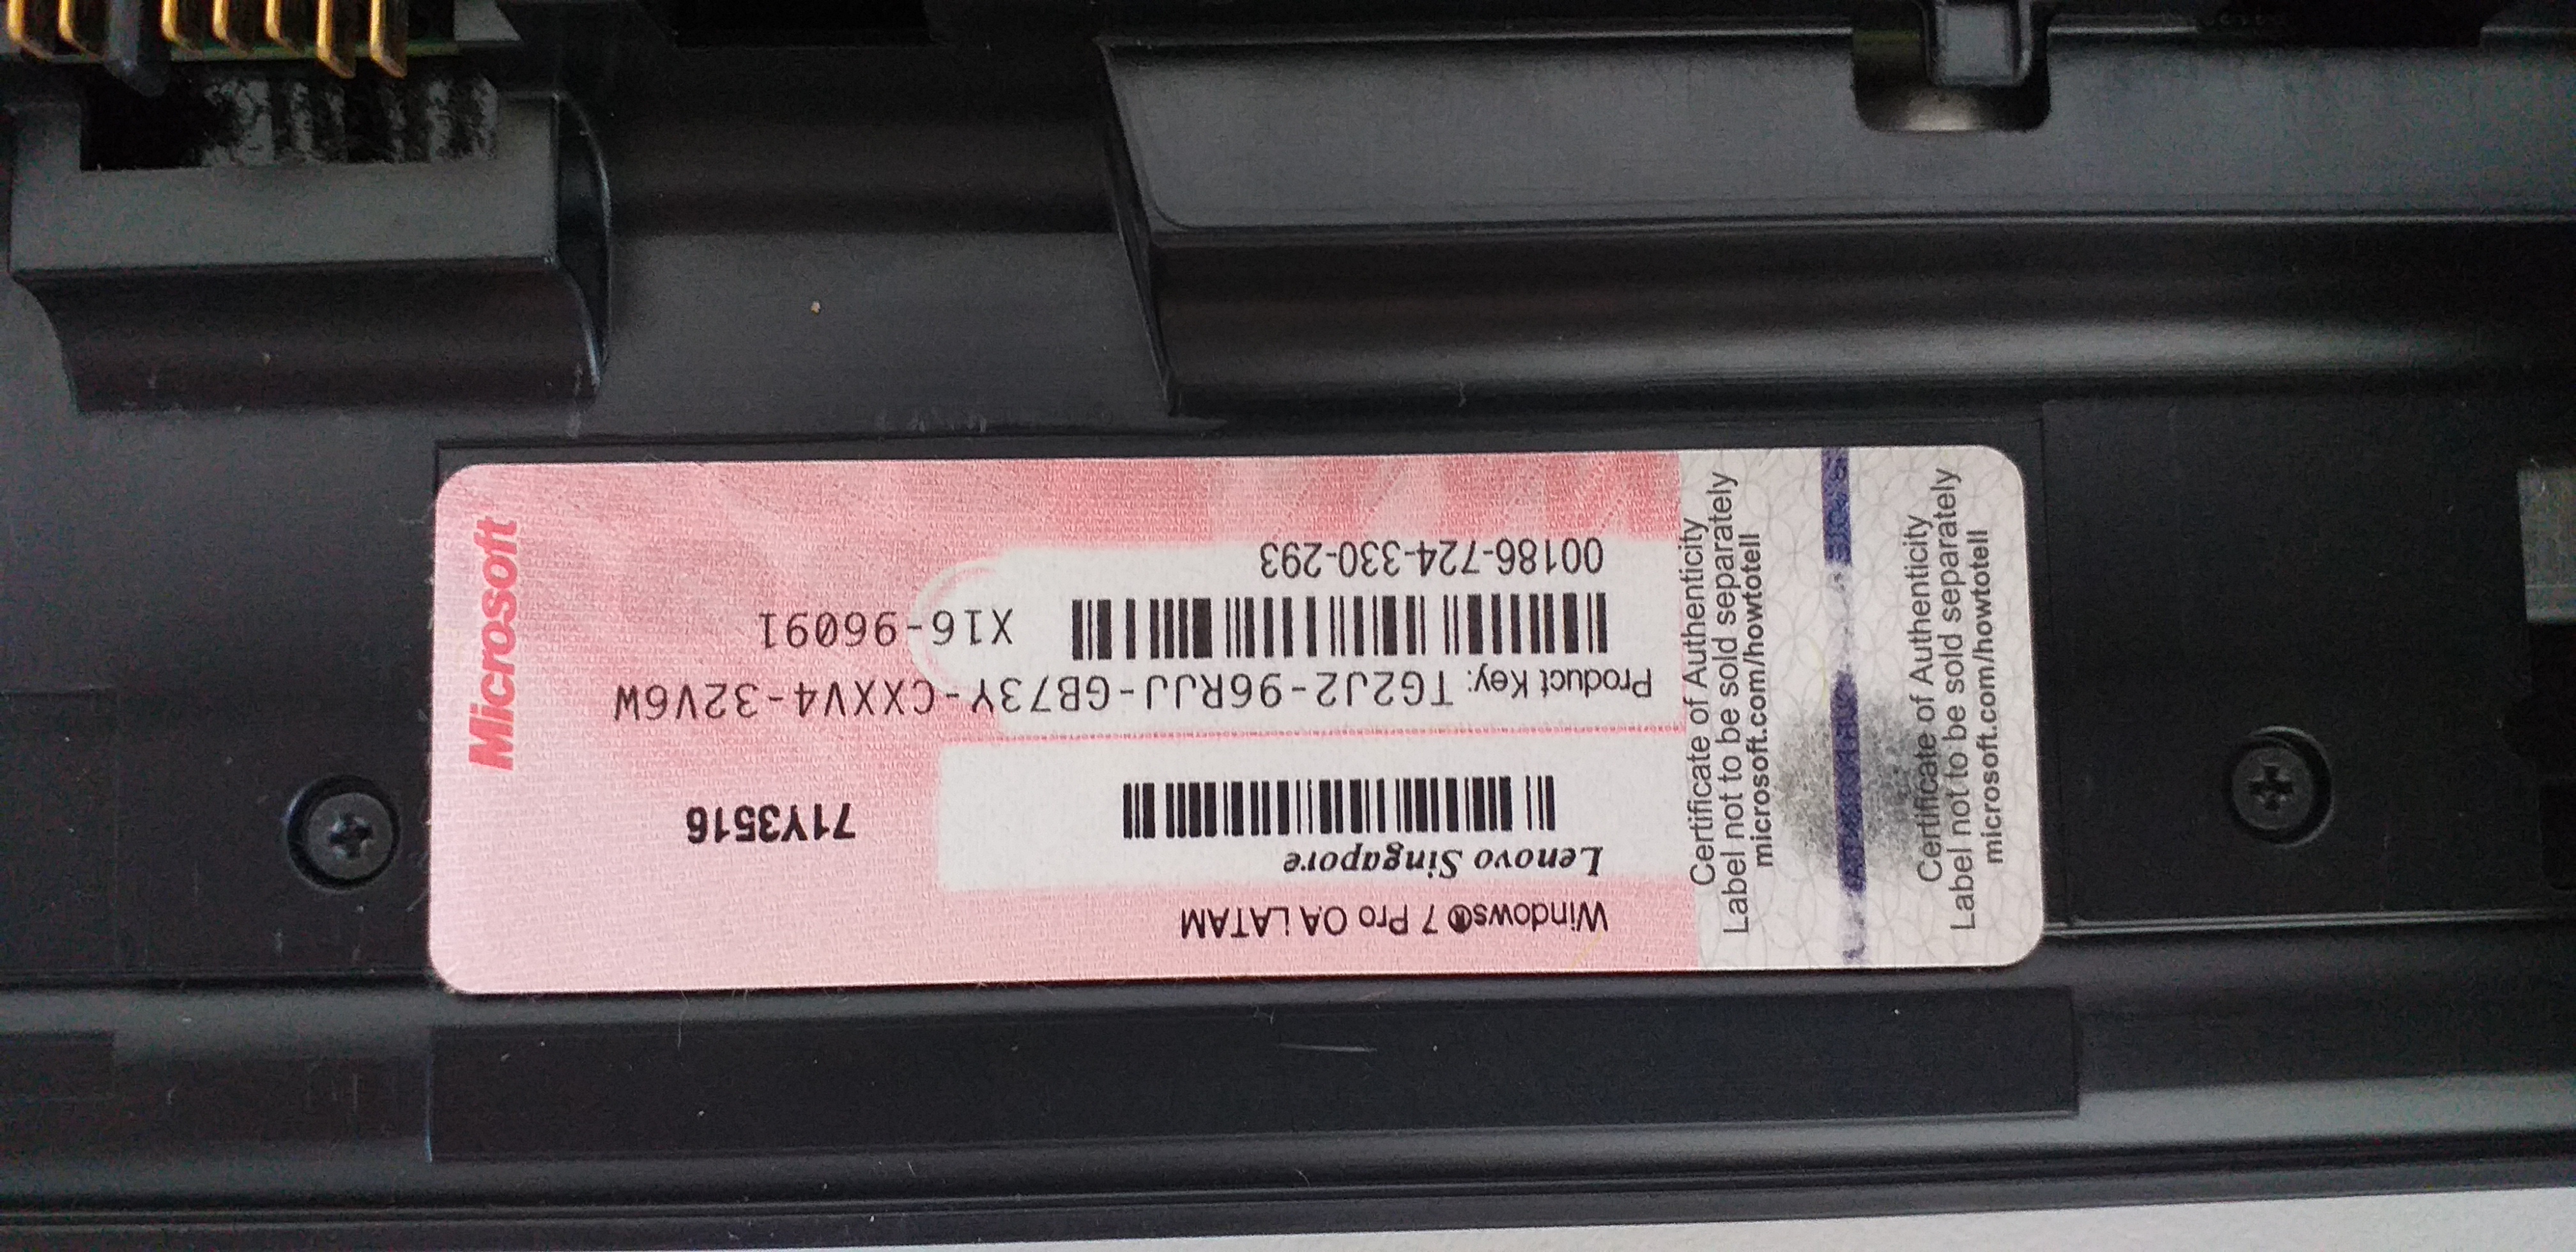 Microsoft
Windows® 7 Pro OA LATAM
Lenovo Singapore
71Y3516
Product Key: TG2J2-96RJJ-GB73Y-CXXV4-32V6W
X16-96091
00186-724-330-293
Certificate of Authenticity
Label not to be sold separately
microsoft.com/howtotell
Certificate of Authenticity
Label not to be sold separately
microsoft.com/howtotell